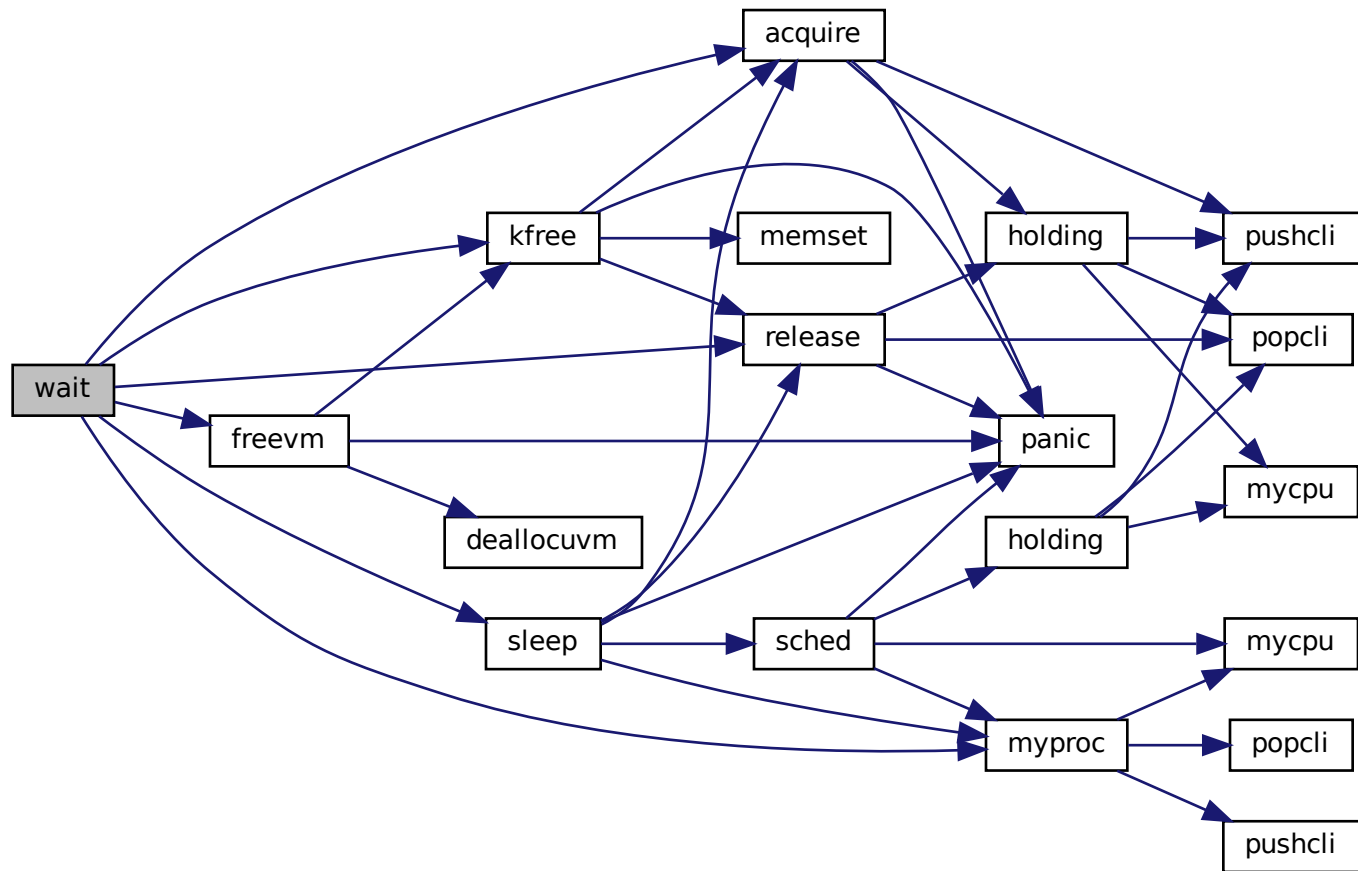 acquire
kfree
memset
holding
pushcli
release
popcli
wait
freevm
panic
mycpu
deallocuvm
holding
sleep
sched
mycpu
myproc
popcli
pushcli